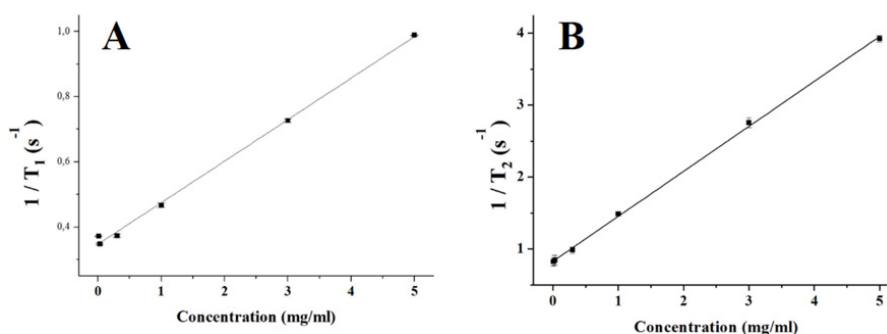 A
1 / T1 (s-1)
1,0
0,8
0,6
0,4
0 1 2 3 4 5
Concentration (mg/ml)
B
1 / T2 (s-1)
4
3
2
1
0 1 2 3 4 5
Concentration (mg/ml)